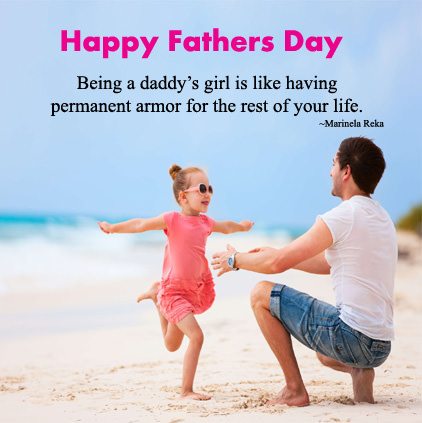 Happy Fathers Day
Being a daddy’s girl is like having
permanent armor for the rest of your life.
~Marinela Reka